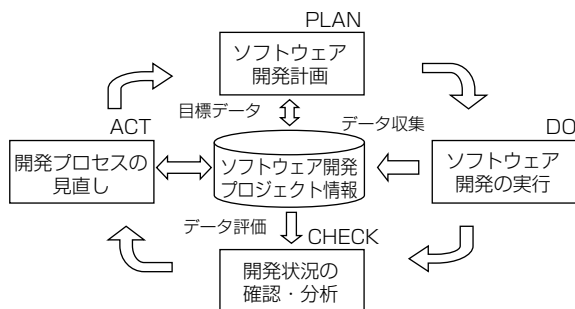 PLAN
ソフトウェア
開発計画
目標データ
データ収集
ACT
DO
開発プロセスの
見直し
ソフトウェア開発
プロジェクト情報
ソフトウェア
開発の実行
データ評価
CHECK
開発状況の
確認・分析